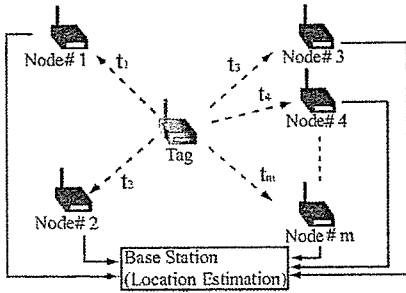 Node# 1
t1
t3
Node# 3
t4
Node# 4
Tag
t2
tm
Node# 2
Node# m
Base Station
(Location Estimation)